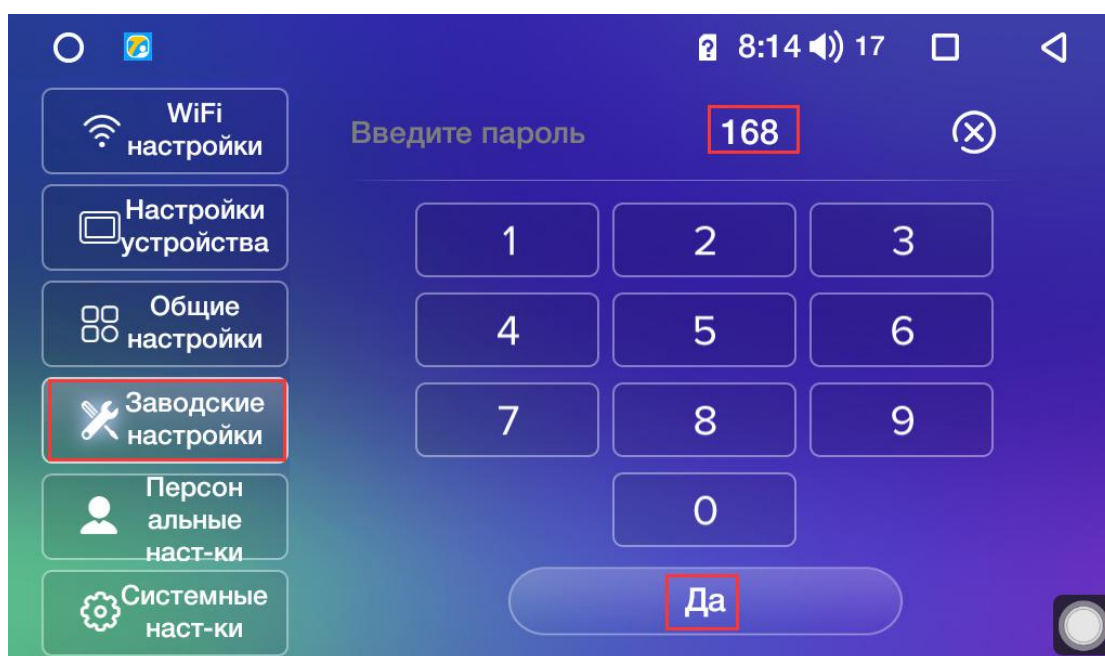 8:14 17
WiFi
настройки
Настройки
устройства
Общие
настройки
Заводские
настройки
Персон
альные
наст-ки
Системные
наст-ки
Введите пароль 168
1 2 3
4 5 6
7 8 9
0
Да